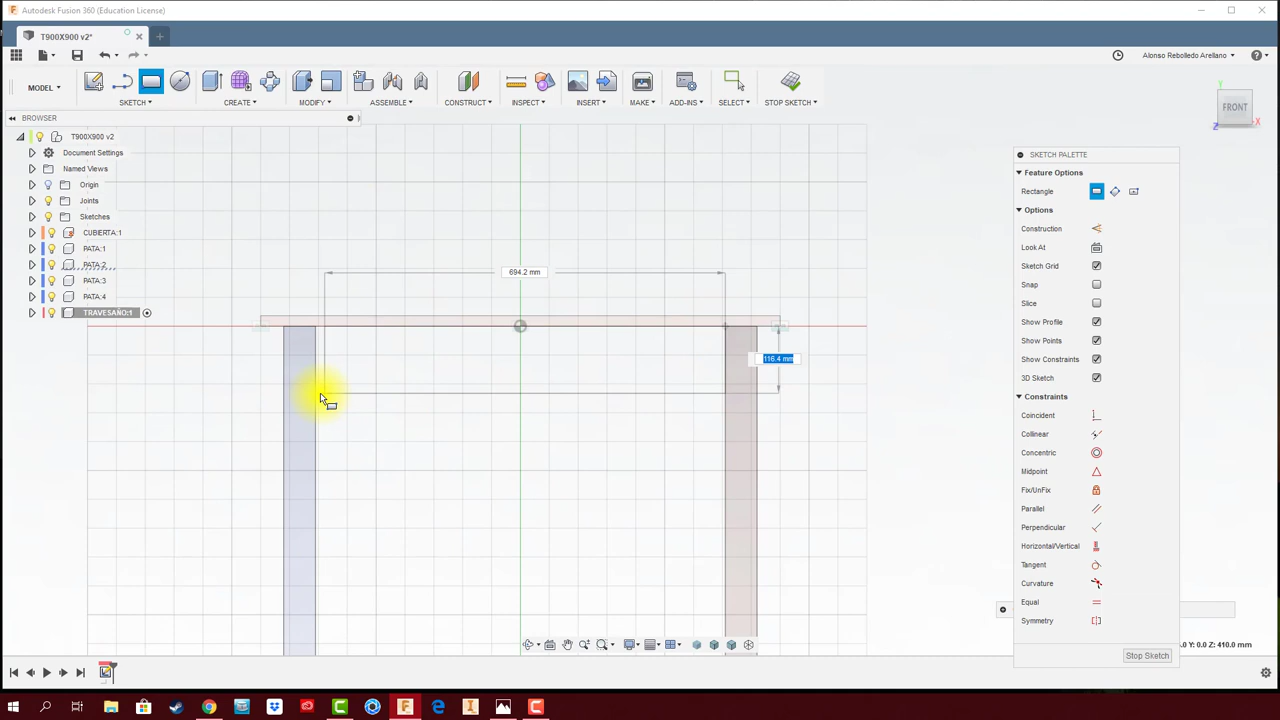 Autodesk Fusion 360 (Education License)
T900X900 v2*
Alonso Rebolledo Arellano
MODEL
SKETCH
CREATE
MODIFY
ASSEMBLE
CONSTRUCT
INSPECT
INSERT
MAKE
ADD-INS
SELECT
STOP SKETCH
BROWSER
T900X900 v2
Document Settings
Named Views
Origin
Joints
Sketches
CUBIERTA:1
PATA:1
PATA:2
PATA:3
PATA:4
TRAVESAÑO:1
694.2 mm
116.4 mm
Y
FRONT
X
Z
SKETCH PALETTE
Feature Options
Rectangle
Options
Construction
Look At
Sketch Grid
Snap
Slice
Show Profile
Show Points
Show Constraints
3D Sketch
Constraints
Coincident
Collinear
Concentric
Midpoint
Fix/UnFix
Parallel
Perpendicular
Horizontal/Vertical
Tangent
Curvature
Equal
Symmetry
Y: 0.0 Z: 410.0 mm
Stop Sketch